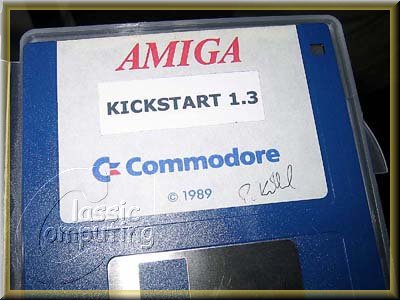 AMIGA
KICKSTART 1.3
Commodore
© 1989
Classic
Computing